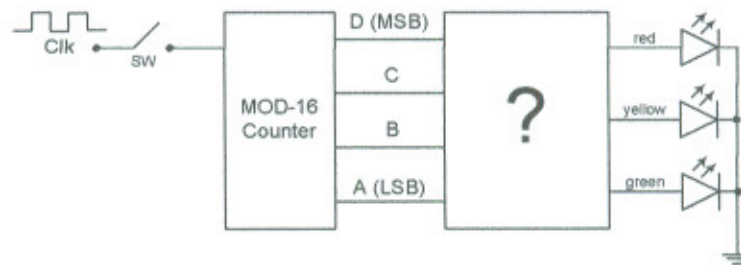 Clk
SW
MOD-16
Counter
D (MSB)
C
B
A (LSB)
?
red
yellow
green